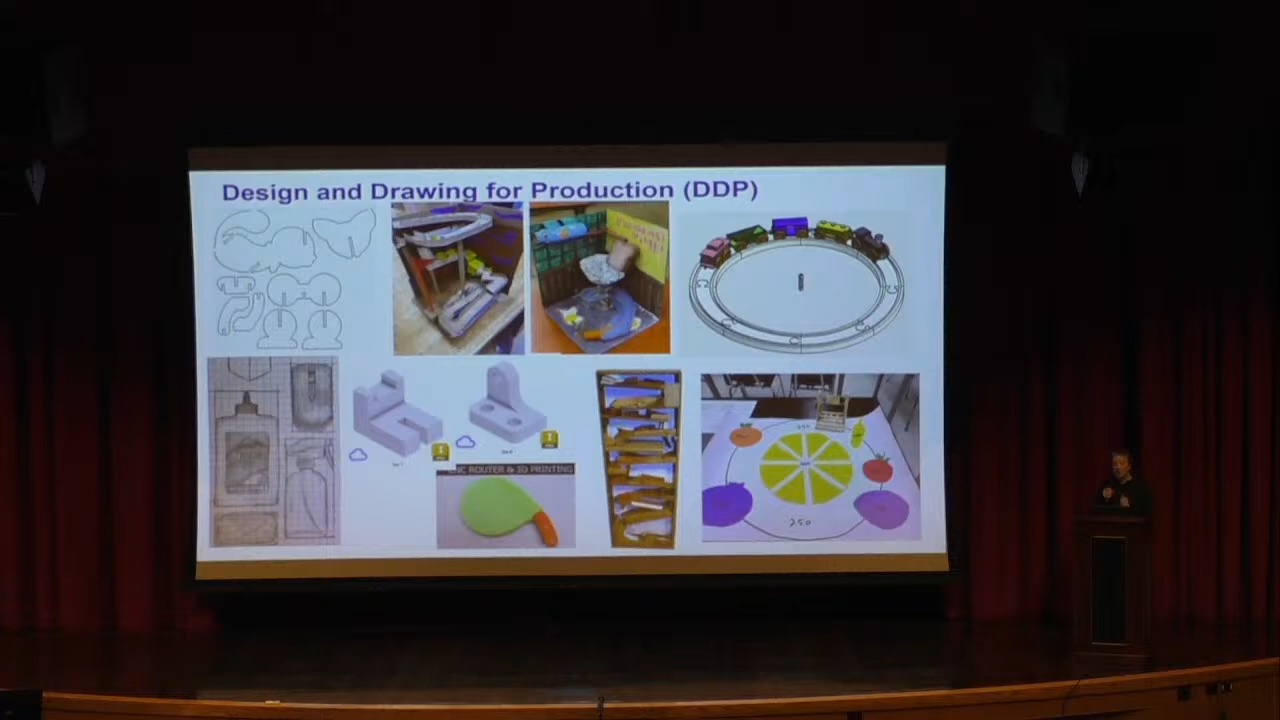 Design and Drawing for Production (DDP)
CNC ROUTER & 3D PRINTING
250